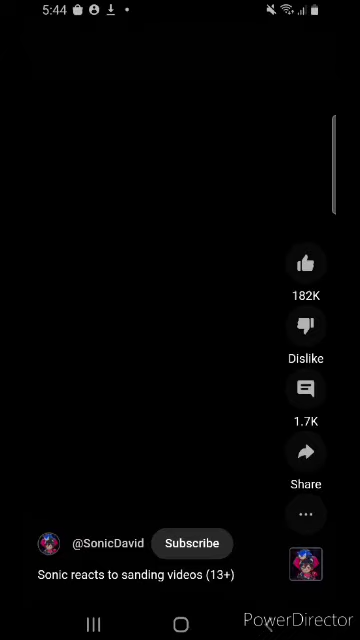 5:44
182K
Dislike
1.7K
Share
@SonicDavid Subscribe
Sonic reacts to sanding videos (13+)
PowerDirector